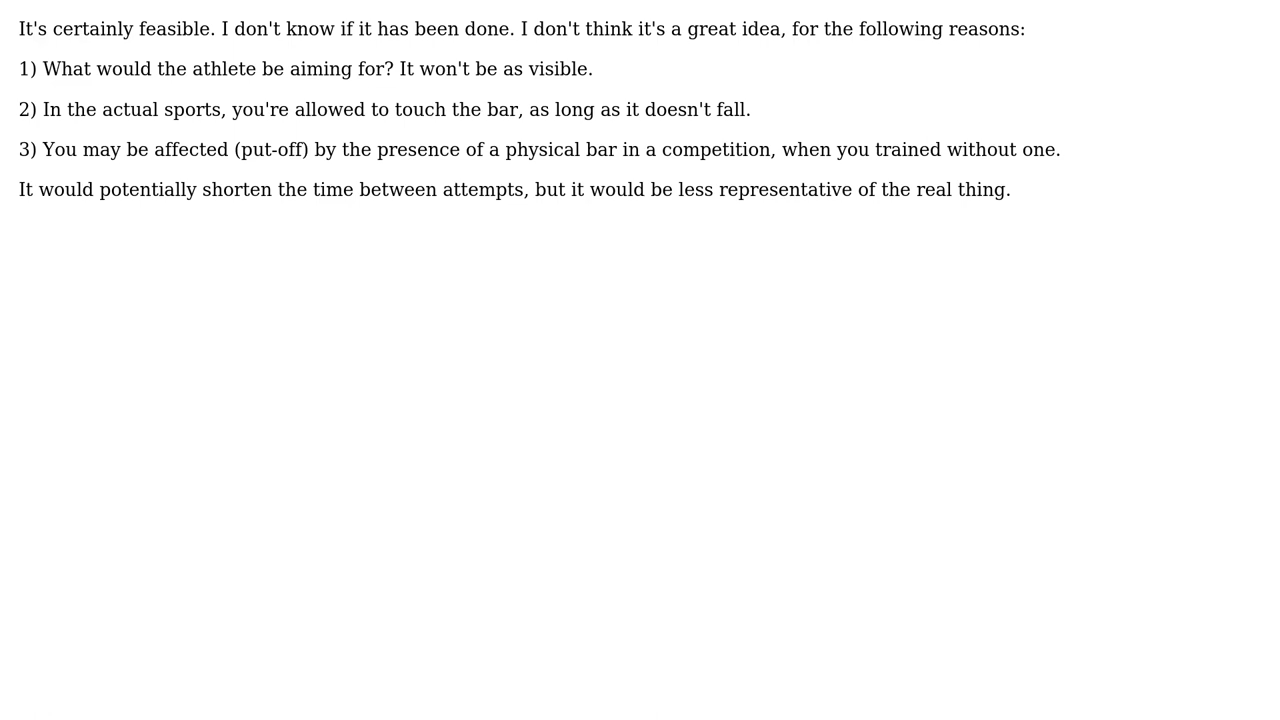 It's certainly feasible. I don't know if it has been done. I don't think it's a great idea, for the following reasons:
1) What would the athlete be aiming for? It won't be as visible.
2) In the actual sports, you're allowed to touch the bar, as long as it doesn't fall.
3) You may be affected (put-off) by the presence of a physical bar in a competition, when you trained without one.
It would potentially shorten the time between attempts, but it would be less representative of the real thing.